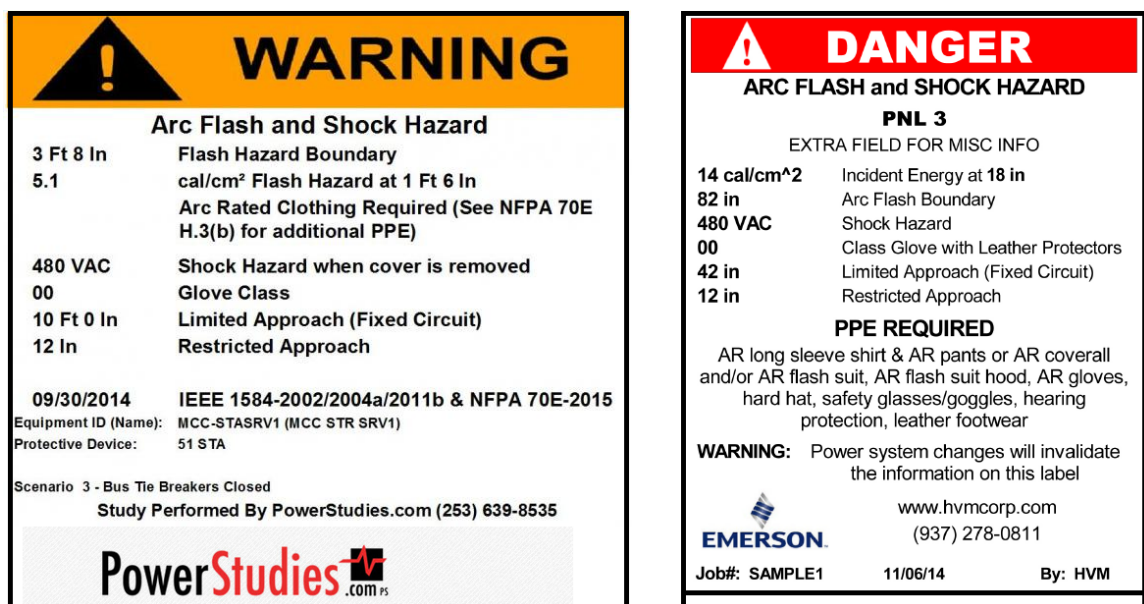 WARNING
Arc Flash and Shock Hazard
3 Ft 8 In Flash Hazard Boundary
5.1 cal/cm² Flash Hazard at 1 Ft 6 In
Arc Rated Clothing Required (See NFPA 70E
H.3(b) for additional PPE)
480 VAC Shock Hazard when cover is removed
00 Glove Class
10 Ft 0 In Limited Approach (Fixed Circuit)
12 In Restricted Approach
09/30/2014 IEEE 1584-2002/2004a/2011b & NFPA 70E-2015
Equipment ID (Name): MCC-STASRV1 (MCC STR SRV1)
Protective Device: 51 STA
Scenario 3 - Bus Tie Breakers Closed
Study Performed By PowerStudies.com (253) 639-8535
PowerStudies.com PS
DANGER
ARC FLASH and SHOCK HAZARD
PNL 3
EXTRA FIELD FOR MISC INFO
14 cal/cm^2 Incident Energy at 18 in
82 in Arc Flash Boundary
480 VAC Shock Hazard
00 Class Glove with Leather Protectors
42 in Limited Approach (Fixed Circuit)
12 in Restricted Approach
PPE REQUIRED
AR long sleeve shirt & AR pants or AR coverall
and/or AR flash suit, AR flash suit hood, AR gloves,
hard hat, safety glasses/goggles, hearing
protection, leather footwear
WARNING: Power system changes will invalidate
the information on this label
EMERSON.
www.hvmcorp.com
(937) 278-0811
Job#: SAMPLE1 11/06/14 By: HVM